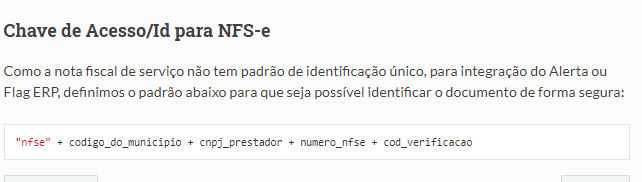 Chave de Acesso/Id para NFS-e
Como a nota fiscal de serviço não tem padrão de identificação único, para integração do Alerta ou
Flag ERP, definimos o padrão abaixo para que seja possível identificar o documento de forma segura:
"nfse" + codigo_do_municipio + cnpj_prestador + numero_nfse + cod_verificacao